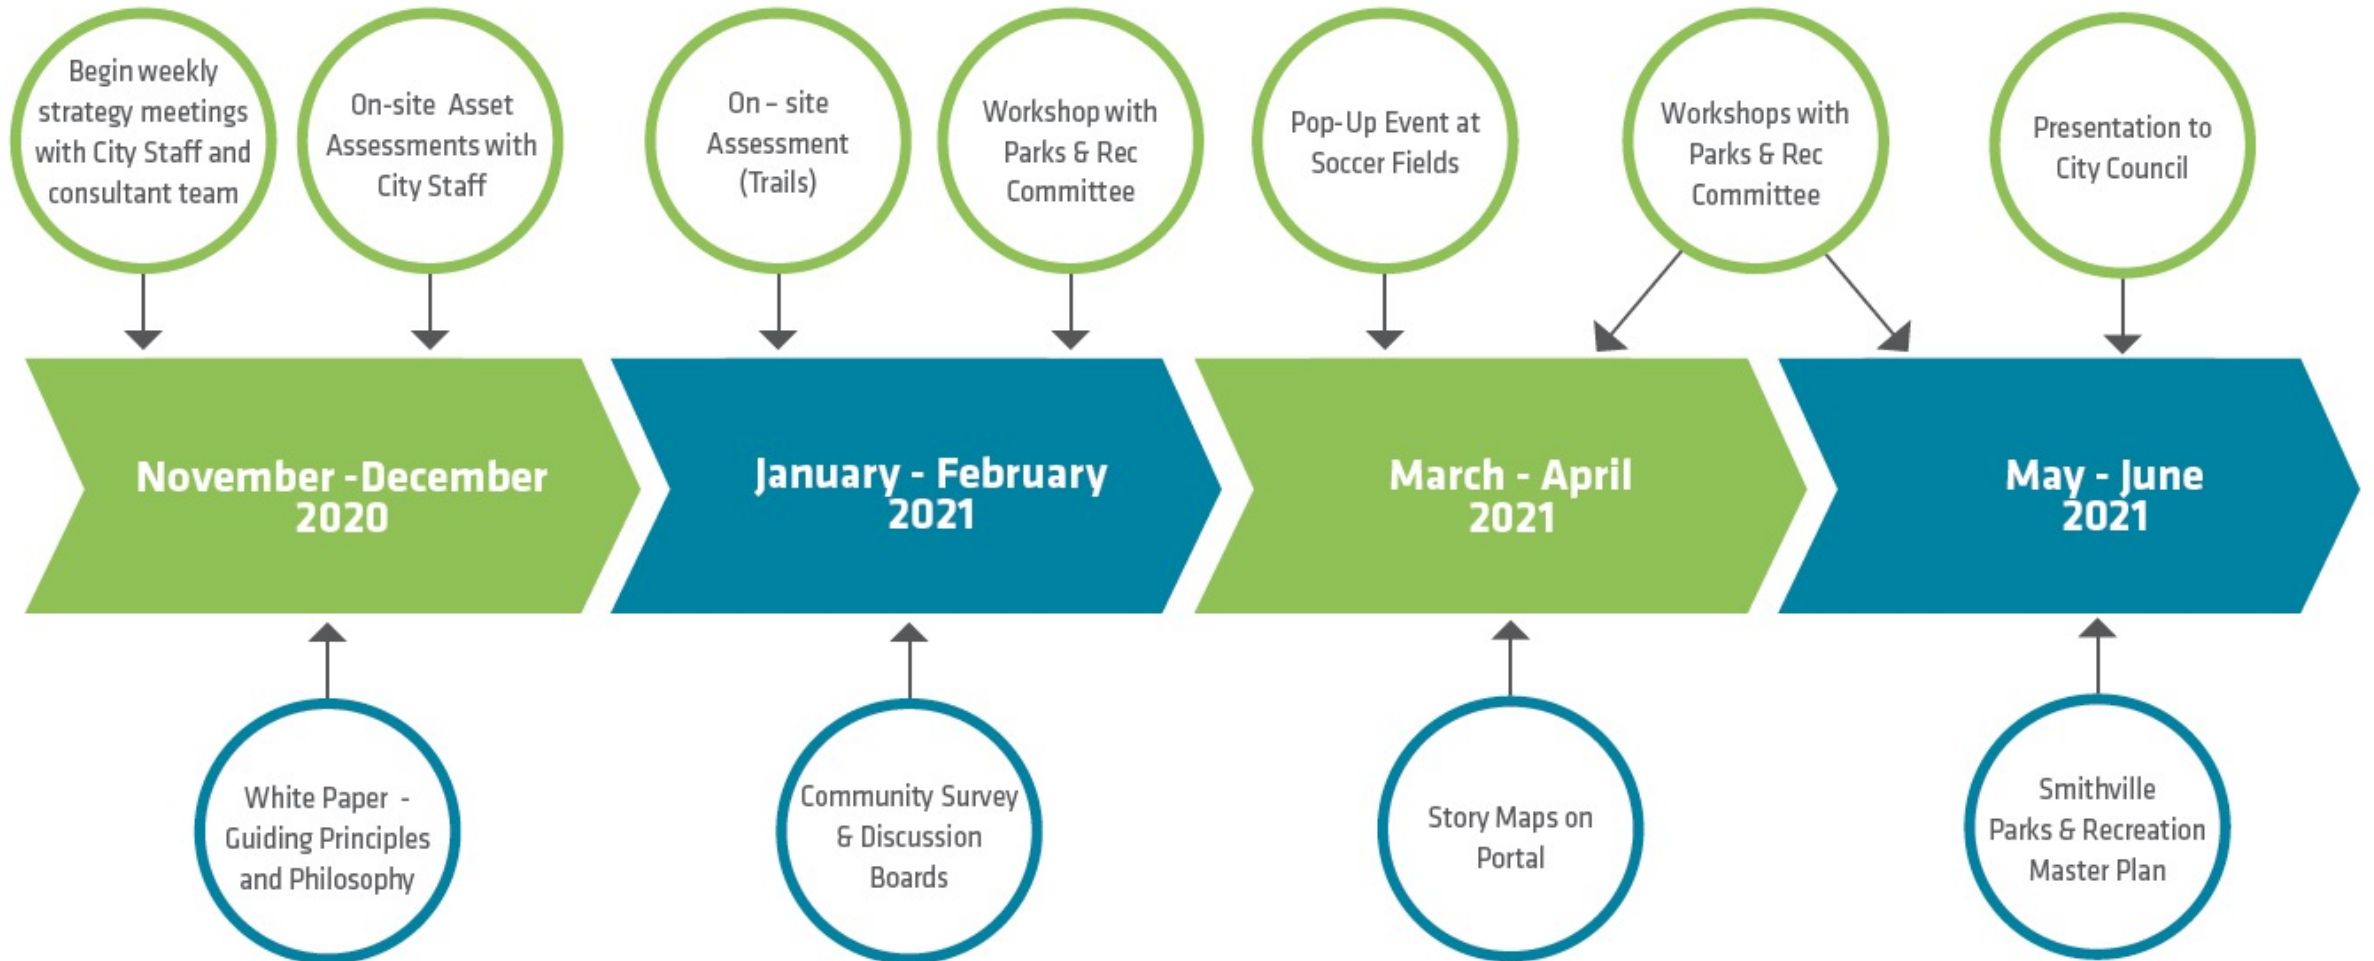 Begin weekly
strategy meetings
with City Staff and
consultant team
On-site Asset
Assessments with
City Staff
On - site
Assessment
(Trails)
Workshop with
Parks & Rec
Committee
Pop-Up Event at
Soccer Fields
Workshops with
Parks & Rec
Committee
Presentation to
City Council
November -December
2020
January - February
2021
March - April
2021
May - June
2021
White Paper -
Guiding Principles
and Philosophy
Community Survey
& Discussion
Boards
Story Maps on
Portal
Smithville
Parks & Recreation
Master Plan